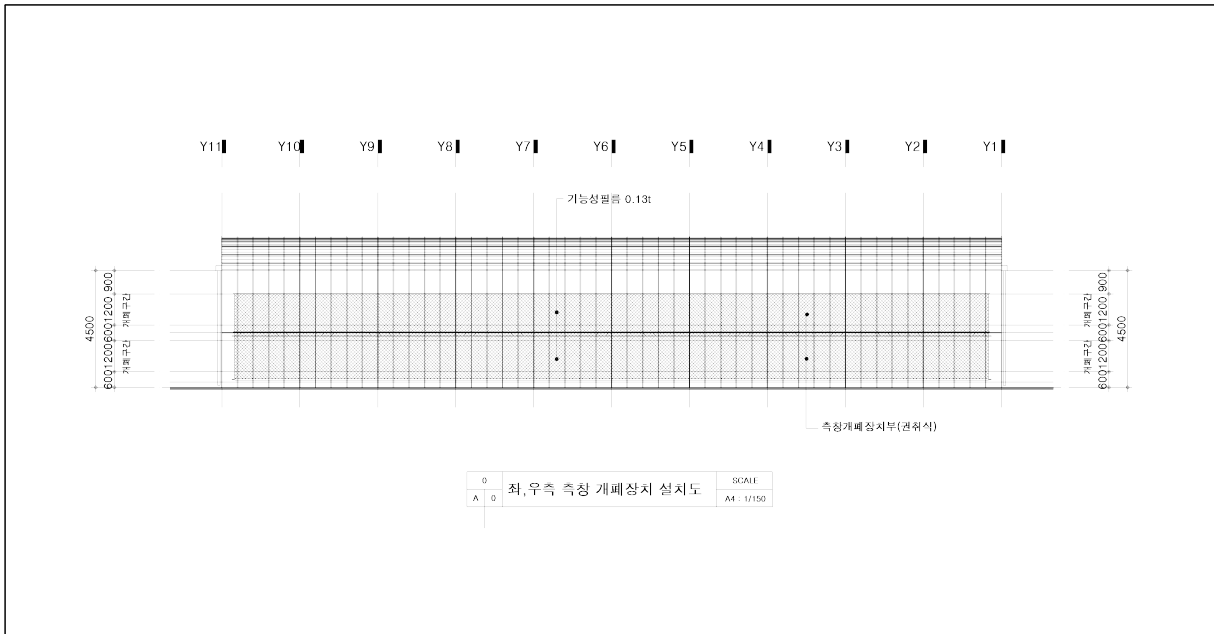 Y11 Y10 Y9 Y8 Y7 Y6 Y5 Y4 Y3 Y2 Y1
기능성필름 0.13t
4500
900
1200
개폐구간
600
1200
개폐구간
600
900
1200
개폐구간
600
1200
개폐구간
600
4500
측창개폐장치부(권취식)
0
A 0
좌,우측 측창 개폐장치 설치도
SCALE
A4 : 1/150